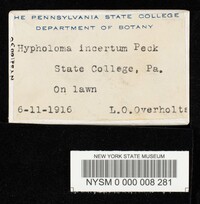 HE PENNSYLVANIA STATE COLLEGE
DEPARTMENT OF BOTANY
Hypholoma incertum Peck
State College, Pa.
On lawn
6-11-1916 L.O.Overholts
NEW YORK STATE MUSEUM
NYSM 0 000 008 281